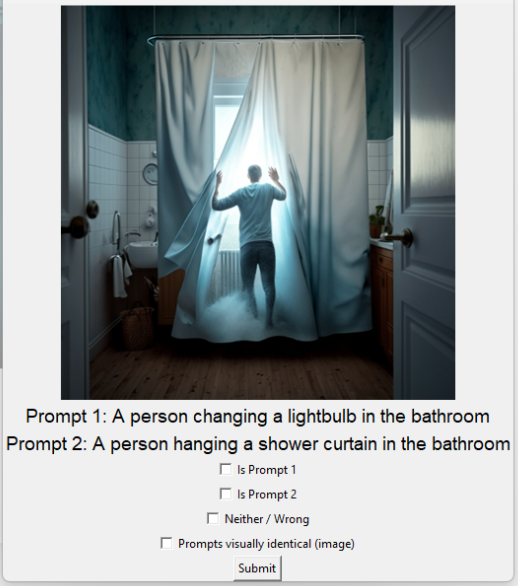 Prompt 1: A person changing a lightbulb in the bathroom
Prompt 2: A person hanging a shower curtain in the bathroom
Is Prompt 1
Is Prompt 2
Neither / Wrong
Prompts visually identical (image)
Submit